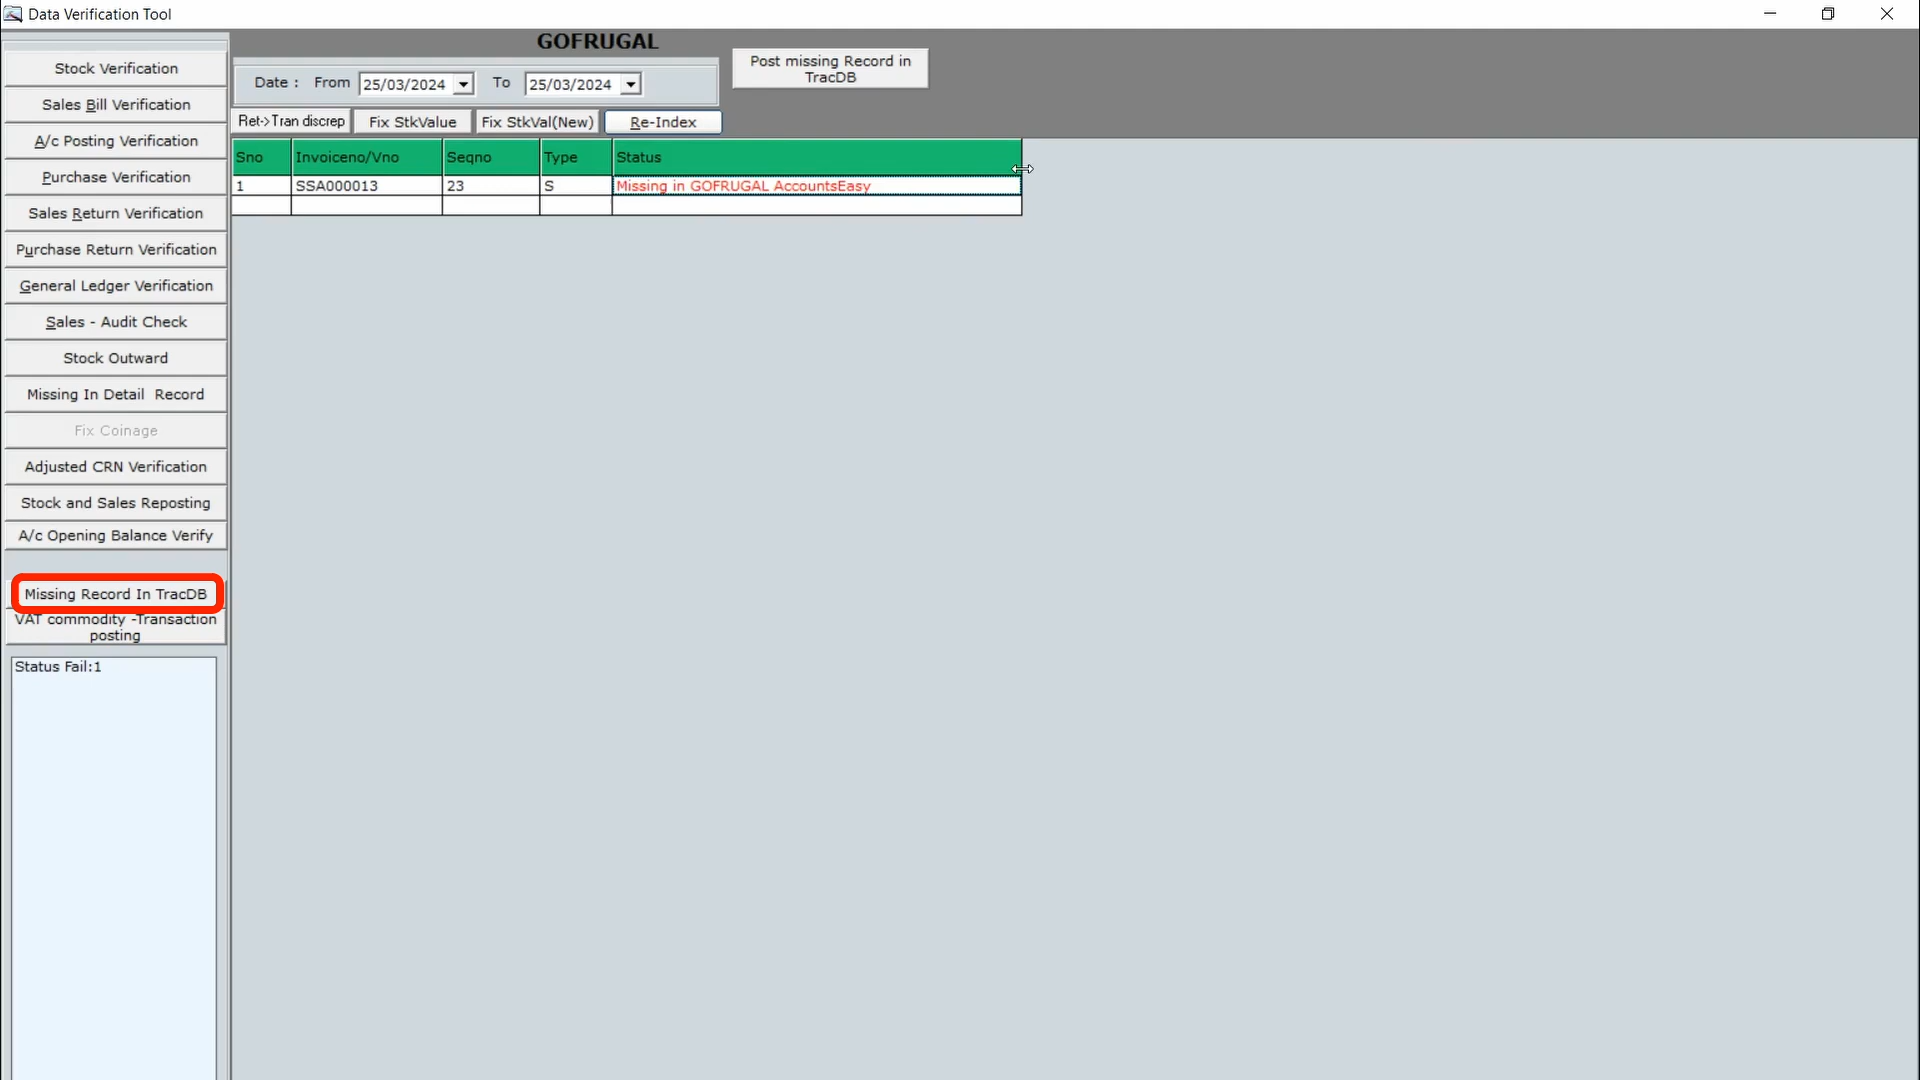 Data Verification Tool
GOFRUGAL
Post missing Record in
TracDB
Date : From 25/03/2024 To 25/03/2024
Ret->Tran discrep Fix StkValue Fix StkVal(New) Re-Index
Sno Invoiceno/Vno Seqno Type Status
1 SSA000013 23 S Missing in GOFRUGAL AccountsEasy
Stock Verification
Sales Bill Verification
A/c Posting Verification
Purchase Verification
Sales Return Verification
Purchase Return Verification
General Ledger Verification
Sales - Audit Check
Stock Outward
Missing In Detail Record
Fix Coinage
Adjusted CRN Verification
Stock and Sales Reposting
A/c Opening Balance Verify
Missing Record In TracDB
VAT commodity -Transaction
posting
Status Fail:1